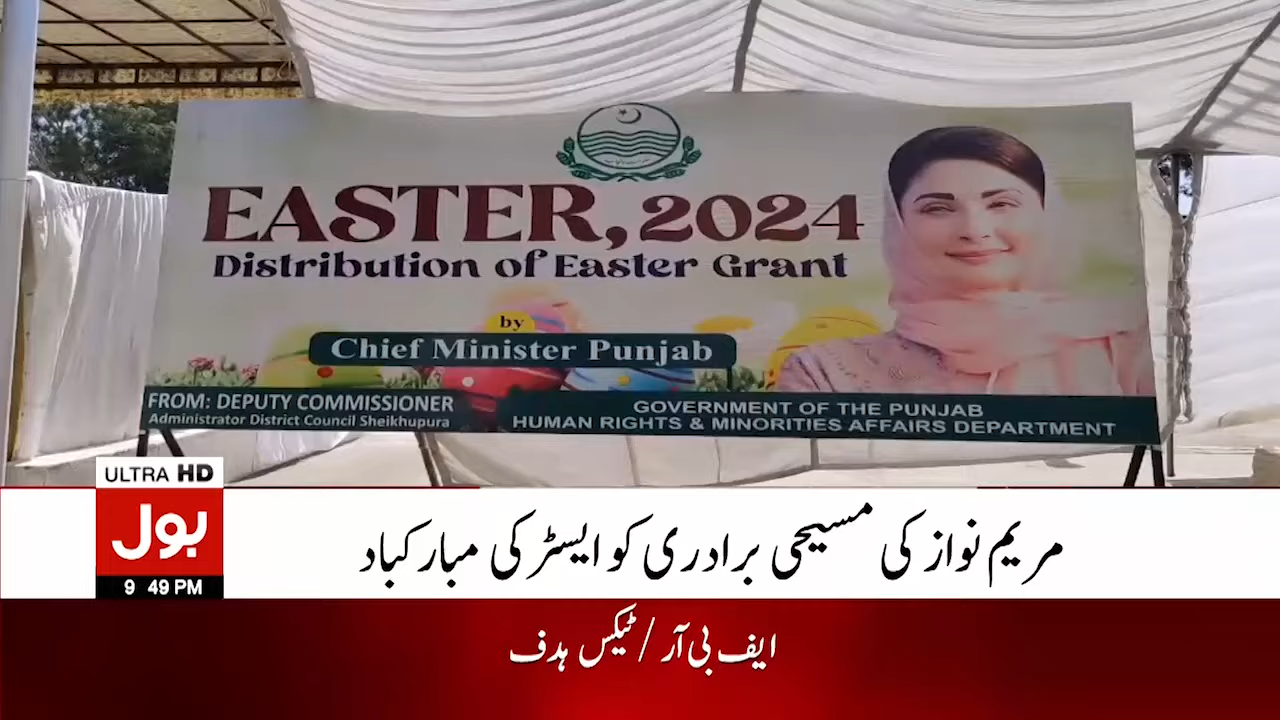 EASTER, 2024
Distribution of Easter Grant
by
Chief Minister Punjab
FROM: DEPUTY COMMISSIONER
Administrator District Council Sheikhupura
GOVERNMENT OF THE PUNJAB
HUMAN RIGHTS & MINORITIES AFFAIRS DEPARTMENT
ULTRA HD
بول
9 49 PM
مریم نواز کی مسیحی برادری کو ایسٹر کی مبارکباد
ایف بی آر / ٹیکس ہدف